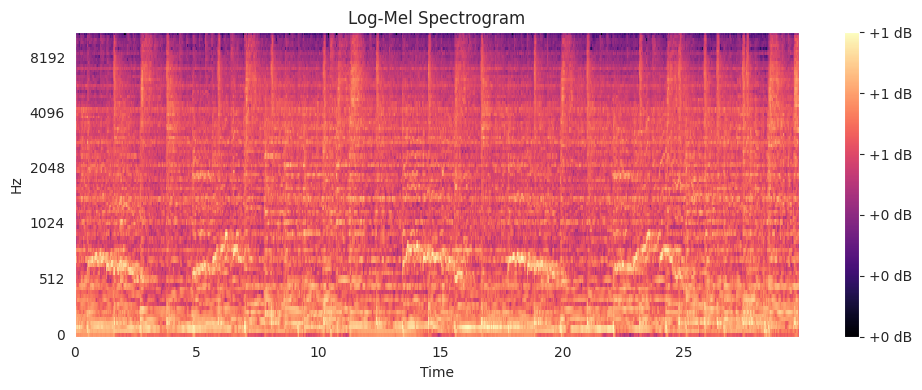 Log-Mel Spectrogram
Hz
8192
4096
2048
1024
512
0
0 5 10 15 20 25
Time
+1 dB
+1 dB
+1 dB
+0 dB
+0 dB
+0 dB